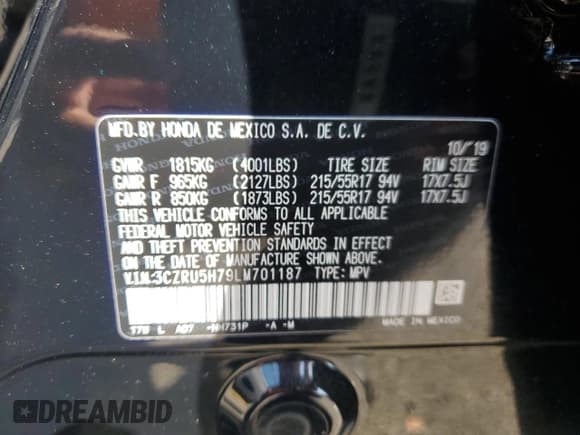 MFD.BY HONDA DE MEXICO S.A. DE C.V.
10/'19
GVWR 1815KG (4001LBS) TIRE SIZE RIM SIZE
GAWR F 965KG (2127LBS) 215/55R17 94V 17X7.5J
GAWR R 850KG (1873LBS) 215/55R17 94V 17X7.5J
THIS VEHICLE CONFORMS TO ALL APPLICABLE
FEDERAL MOTOR VEHICLE SAFETY
AND THEFT PREVENTION STANDARDS IN EFFECT
ON THE DATE OF MANUFACTURE SHOWN ABOVE.
V.I.N:3CZRU5H79LM701187 TYPE: MPV
L A07 NH731P -A -M
MADE IN MEXICO
DREAMBID